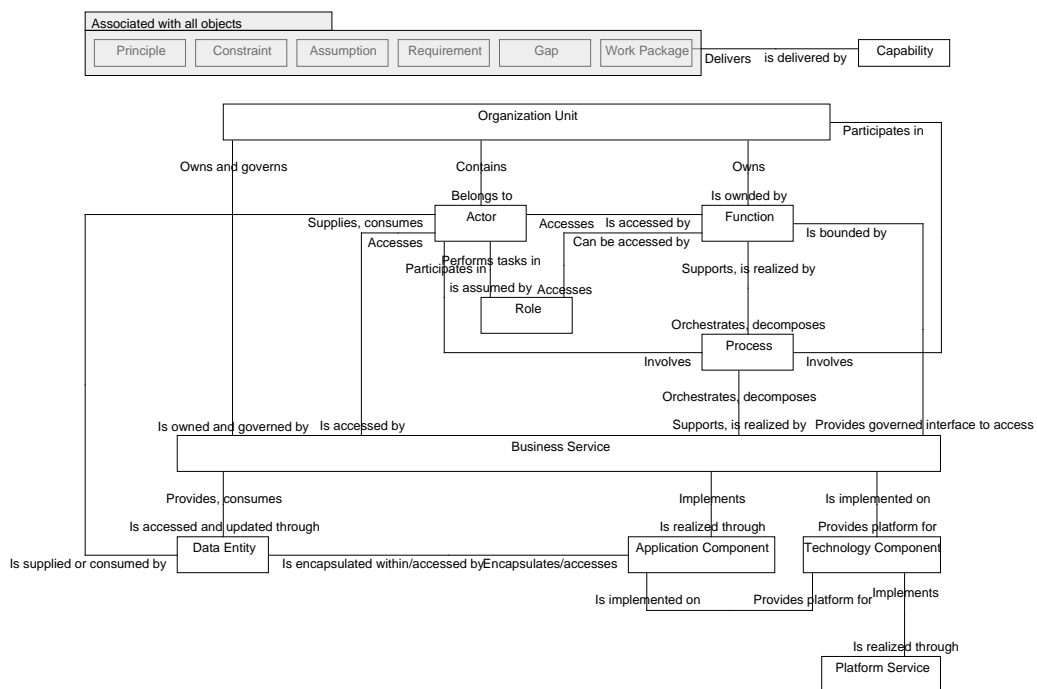 Associated with all objects
Principle
Constraint
Assumption
Requirement
Gap
Work Package
Delivers
is delivered by
Capability
Organization Unit
Participates in
Owns and governs
Contains
Owns
Belongs to
Is ownded by
Actor
Function
Supplies, consumes
Accesses
Is accessed by
Is bounded by
Accesses
Can be accessed by
Performs tasks in
Participates in
Supports, is realized by
is assumed by
Accesses
Role
Orchestrates, decomposes
Process
Involves
Involves
Orchestrates, decomposes
Is owned and governed by
Is accessed by
Supports, is realized by
Provides governed interface to access
Business Service
Provides, consumes
Implements
Is implemented on
Is accessed and updated through
Is realized through
Provides platform for
Data Entity
Application Component
Technology Component
Is supplied or consumed by
Is encapsulated within/accessed by
Encapsulates/accesses
Is implemented on
Provides platform for
Implements
Is realized through
Platform Service